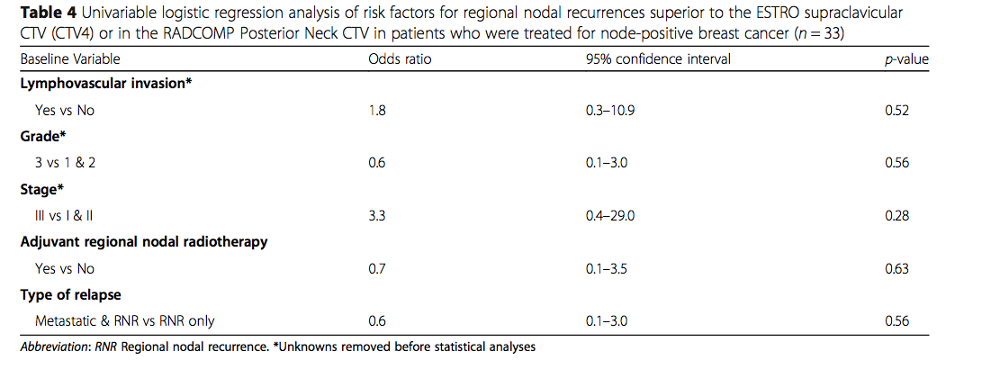 Table 4 Univariable logistic regression analysis of risk factors for regional nodal recurrences superior to the ESTRO supraclavicular
CTV (CTV4) or in the RADCOMP Posterior Neck CTV in patients who were treated for node-positive breast cancer (n = 33)
Baseline Variable Odds ratio 95% confidence interval p-value
Lymphovascular invasion*
Yes vs No 1.8 0.3–10.9 0.52
Grade*
3 vs 1 & 2 0.6 0.1–3.0 0.56
Stage*
III vs I & II 3.3 0.4–29.0 0.28
Adjuvant regional nodal radiotherapy
Yes vs No 0.7 0.1–3.5 0.63
Type of relapse
Metastatic & RNR vs RNR only 0.6 0.1–3.0 0.56
Abbreviation: RNR Regional nodal recurrence. *Unknowns removed before statistical analyses